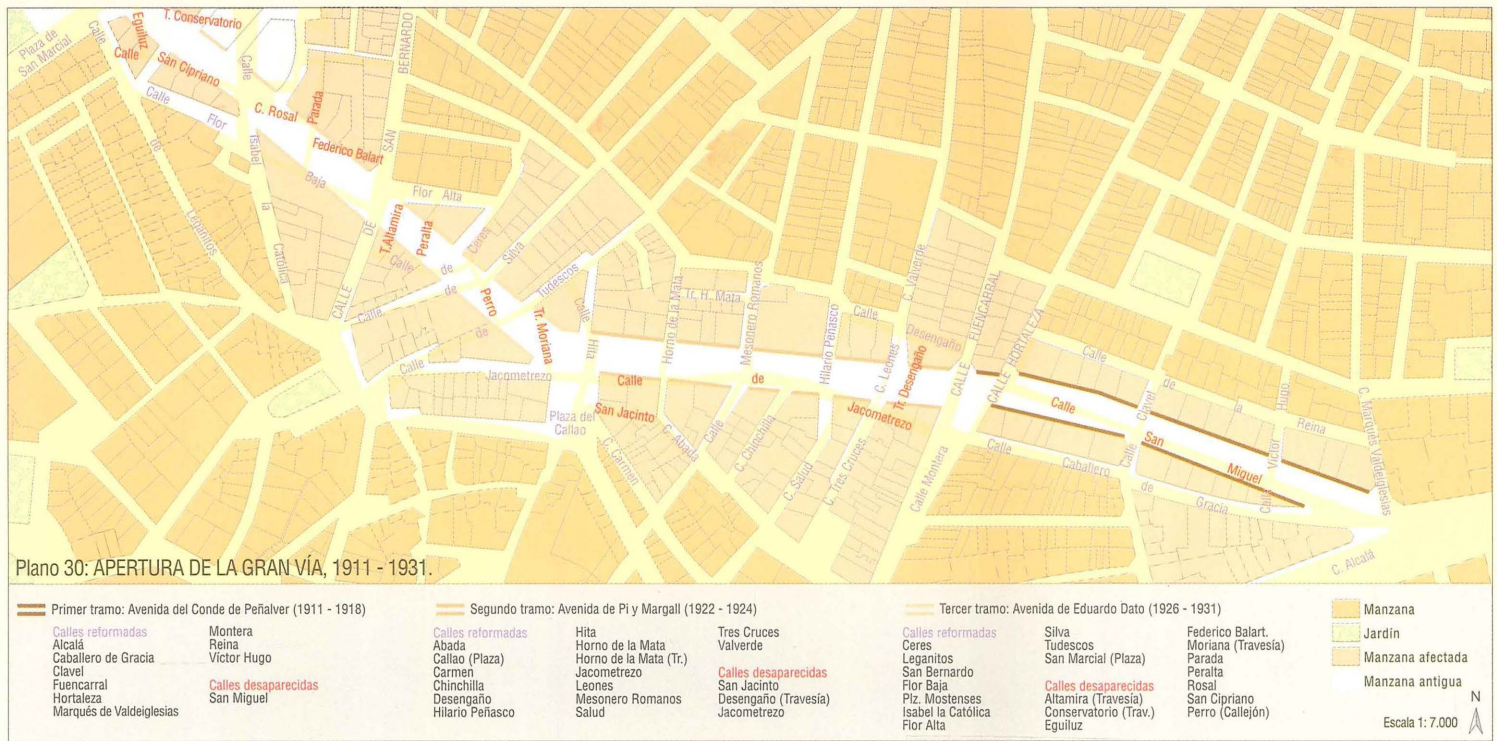 T. Conservatorio
Eguiluz
Plaza de
San Marcial
Calle
Calle
San Cipriano
Calle
BERNARDO
SAN
DE
CALLE
Calle
Flor
Baja
C. Rosal
Parada
Federico Balart
Isabel
la
Católica
de
Leganitos
Flor Alta
T.Altamira
Peralta
Calle
de
Ceres
Calle
de
Silva
Perro
Calle
de
Tudescos
Tr. Moriana
Calle
Hita
Jacometrezo
Plaza del
Callao
Calle
de
Jacometrezo
San Jacinto
Horno de la Mata
Tr. H. Mata
Mesonero Romanos
Hilario Peñasco
Calle
Desengaño
C. Valverde
C. Leones
Tr. Desengaño
C. Carmen
C. Abada
Calle
C. Chinchilla
C. Salud
C. Tres Cruces
Calle Montera
CALLE FUENCARRAL
CALLE HORTALEZA
Calle
de
la
Reina
Calle
San
Miguel
Calle
Clavel
Calle
Víctor
Hugo
C. Marqués Valdeiglesias
Calle
Caballero
de
Gracia
C. Alcalá
Plano 30: APERTURA DE LA GRAN VÍA, 1911 - 1931.
Primer tramo: Avenida del Conde de Peñalver (1911 - 1918)
Calles reformadas
Alcalá
Caballero de Gracia
Clavel
Fuencarral
Hortaleza
Marqués de Valdeiglesias
Montera
Reina
Víctor Hugo
Calles desaparecidas
San Miguel
Segundo tramo: Avenida de Pi y Margall (1922 - 1924)
Calles reformadas
Abada
Callao (Plaza)
Carmen
Chinchilla
Desengaño
Hilario Peñasco
Hita
Horno de la Mata
Horno de la Mata (Tr.)
Jacometrezo
Leones
Mesonero Romanos
Salud
Tres Cruces
Valverde
Calles desaparecidas
San Jacinto
Desengaño (Travesía)
Jacometrezo
Tercer tramo: Avenida de Eduardo Dato (1926 - 1931)
Calles reformadas
Ceres
Leganitos
San Bernardo
Flor Baja
Plz. Mostenses
Isabel la Católica
Flor Alta
Silva
Tudescos
San Marcial (Plaza)
Calles desaparecidas
Altamira (Travesía)
Conservatorio (Trav.)
Eguiluz
Federico Balart.
Moriana (Travesía)
Parada
Peralta
Rosal
San Cipriano
Perro (Callejón)
Manzana
Jardín
Manzana afectada
Manzana antigua
N
Escala 1: 7.000